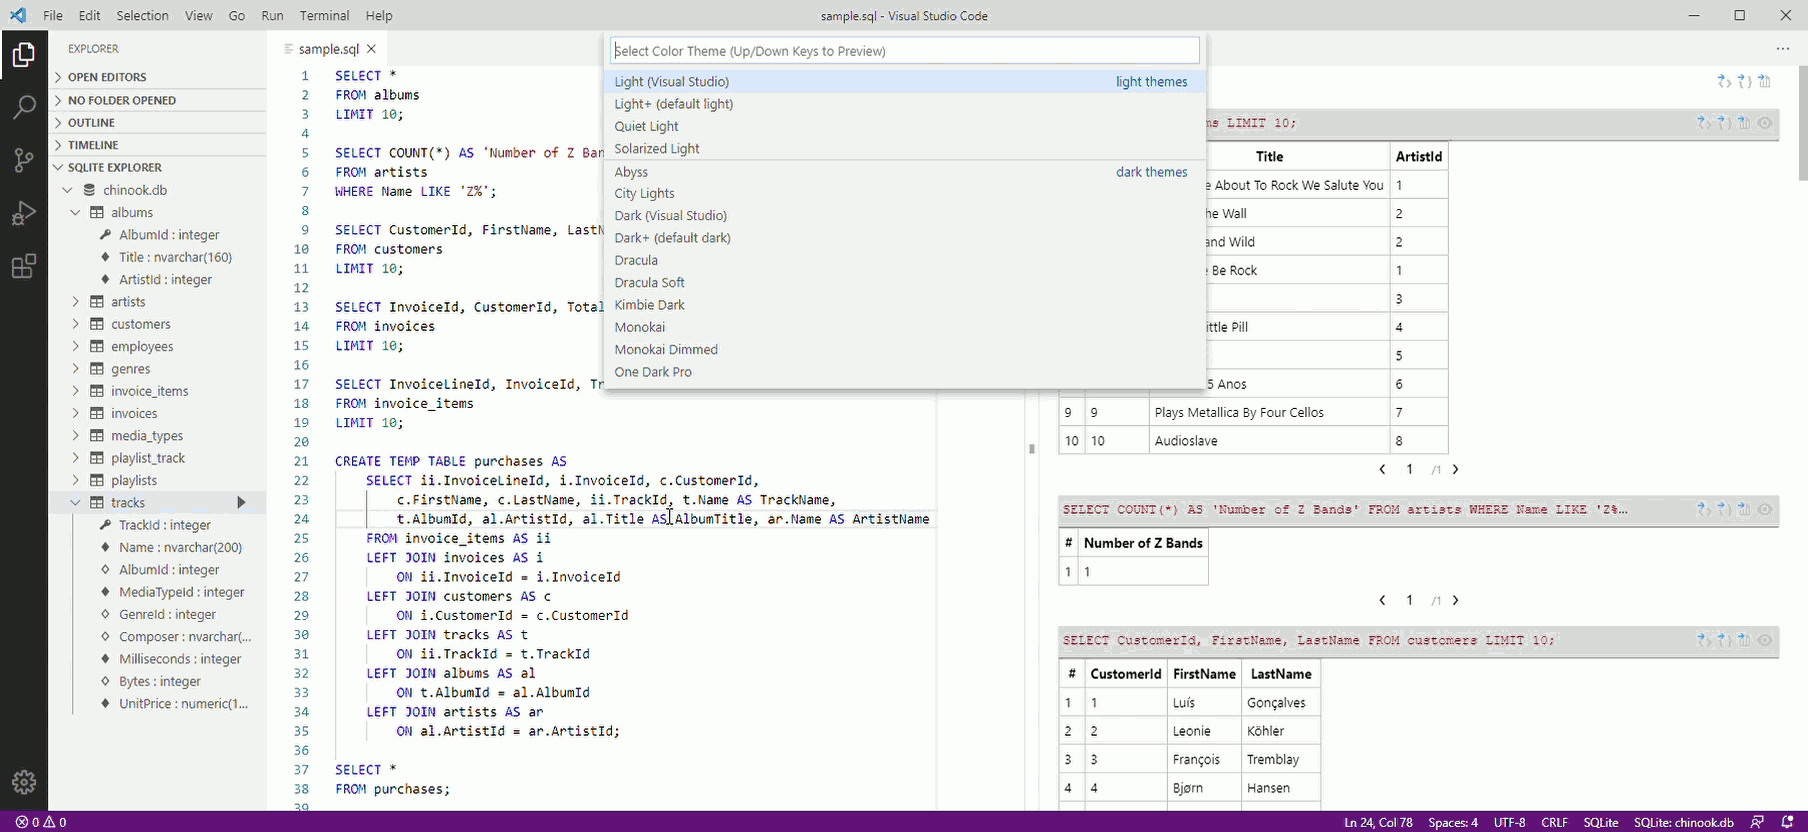 File Edit Selection View Go Run Terminal Help
sample.sql - Visual Studio Code
EXPLORER
OPEN EDITORS
NO FOLDER OPENED
OUTLINE
TIMELINE
SQLITE EXPLORER
chinook.db
albums
AlbumId : integer
Title : nvarchar(160)
ArtistId : integer
artists
customers
employees
genres
invoice_items
invoices
media_types
playlist_track
playlists
tracks
TrackId : integer
Name : nvarchar(200)
AlbumId : integer
MediaTypeId : integer
GenreId : integer
Composer : nvarchar(...
Milliseconds : integer
Bytes : integer
UnitPrice : numeric(1...
sample.sql
1 SELECT *
2 FROM albums
3 LIMIT 10;
4
5 SELECT COUNT(*) AS 'Number of Z Ban
6 FROM artists
7 WHERE Name LIKE 'Z%';
8
9 SELECT CustomerId, FirstName, LastN
10 FROM customers
11 LIMIT 10;
12
13 SELECT InvoiceId, CustomerId, Total
14 FROM invoices
15 LIMIT 10;
16
17 SELECT InvoiceLineId, InvoiceId, Tr
18 FROM invoice_items
19 LIMIT 10;
20
21 CREATE TEMP TABLE purchases AS
22 SELECT ii.InvoiceLineId, i.InvoiceId, c.CustomerId,
23 c.FirstName, c.LastName, ii.TrackId, t.Name AS TrackName,
24 t.AlbumId, al.ArtistId, al.Title AS AlbumTitle, ar.Name AS ArtistName
25 FROM invoice_items AS ii
26 LEFT JOIN invoices AS i
27 ON ii.InvoiceId = i.InvoiceId
28 LEFT JOIN customers AS c
29 ON i.CustomerId = c.CustomerId
30 LEFT JOIN tracks AS t
31 ON ii.TrackId = t.TrackId
32 LEFT JOIN albums AS al
33 ON t.AlbumId = al.AlbumId
34 LEFT JOIN artists AS ar
35 ON al.ArtistId = ar.ArtistId;
36
37 SELECT *
38 FROM purchases;
39
Select Color Theme (Up/Down Keys to Preview)
Light (Visual Studio) light themes
Light+ (default light)
Quiet Light
Solarized Light
Abyss dark themes
City Lights
Dark (Visual Studio)
Dark+ (default dark)
Dracula
Dracula Soft
Kimbie Dark
Monokai
Monokai Dimmed
One Dark Pro
ms LIMIT 10;
Title ArtistId
e About To Rock We Salute You 1
he Wall 2
and Wild 2
e Be Rock 1
3
ittle Pill 4
5
5 Anos 6
9 9 Plays Metallica By Four Cellos 7
10 10 Audioslave 8
1 /1
SELECT COUNT(*) AS 'Number of Z Bands' FROM artists WHERE Name LIKE 'Z%...
# Number of Z Bands
1 1
1 /1
SELECT CustomerId, FirstName, LastName FROM customers LIMIT 10;
# CustomerId FirstName LastName
1 1 Luís Gonçalves
2 2 Leonie Köhler
3 3 François Tremblay
4 4 Bjørn Hansen
0 0 Ln 24, Col 78 Spaces: 4 UTF-8 CRLF SQLite SQLite: chinook.db